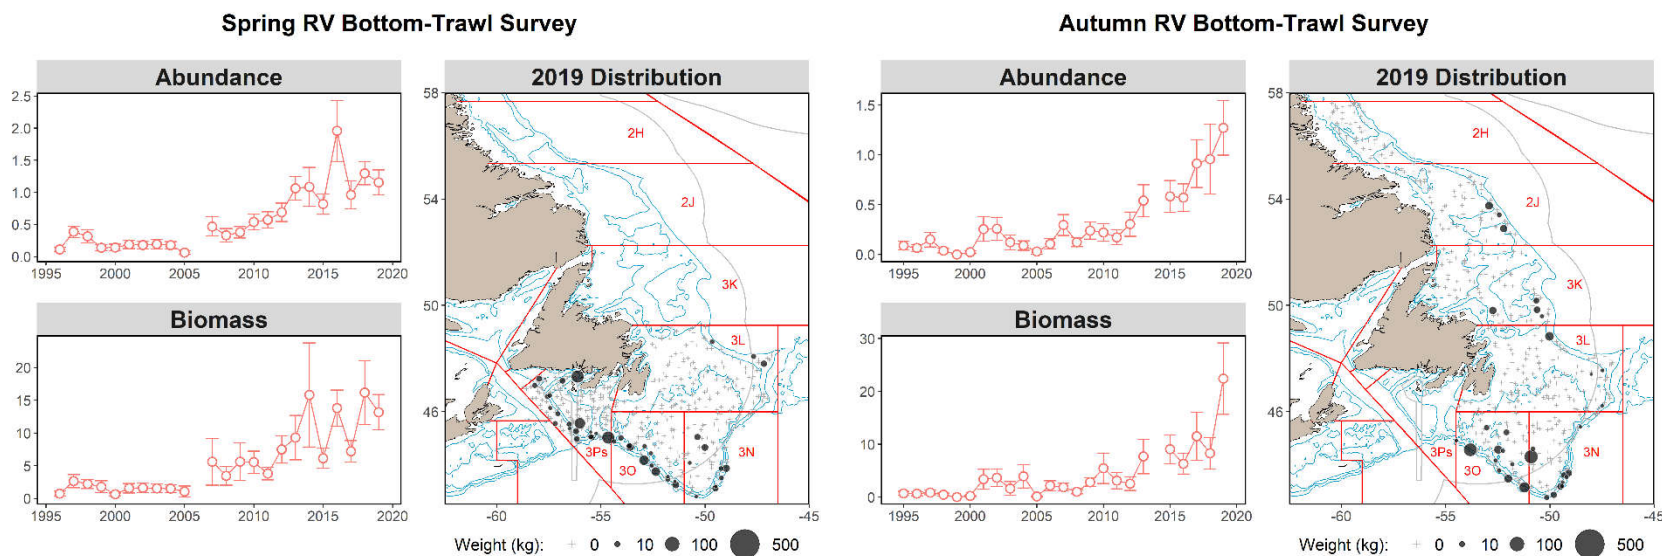 Spring RV Bottom-Trawl Survey
Autumn RV Bottom-Trawl Survey
Abundance
2.5
2.0
1.5
1.0
0.5
0.0
1995 2000 2005 2010 2015 2020
Biomass
20
15
10
5
0
1995 2000 2005 2010 2015 2020
2019 Distribution
58
54
50
46
2H
2J
3K
3L
3Ps
3O
3N
-60 -55 -50 -45
Weight (kg): 0 10 100 500
Abundance
1.5
1.0
0.5
0.0
1995 2000 2005 2010 2015 2020
Biomass
30
20
10
0
1995 2000 2005 2010 2015 2020
2019 Distribution
58
54
50
46
2H
2J
3K
3L
3Ps
3O
3N
-60 -55 -50 -45
Weight (kg): 0 10 100 500